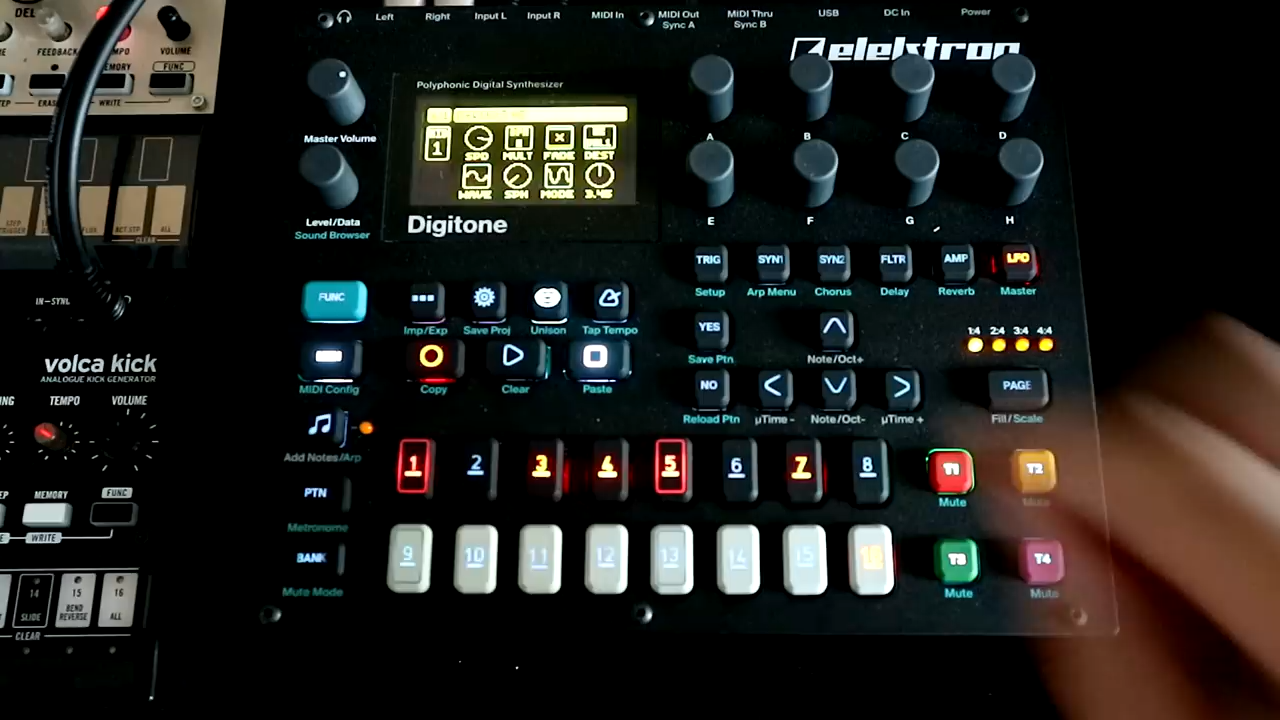 DEL
FEEDBACK
VOLUME
MEMORY
FUNC
WRITE
CLEAR
IN-SYNC
volca kick
ANALOGUE KICK GENERATOR
TEMPO
VOLUME
MEMORY
FUNC
WRITE
14
SLIDE
15
BEND
REVERSE
16
ALL
CLEAR
Left
Right
Input L
Input R
MIDI In
MIDI Out
Sync A
MIDI Thru
Sync B
USB
DC In
Power
elektron
Polyphonic Digital Synthesizer
1
SPD
MULT
FADE
DEST
WAVE
SPH
MODE
Master Volume
Level/Data
Sound Browser
Digitone
A
B
C
D
E
F
G
H
TRIG
SYN1
SYN2
FLTR
AMP
LFO
Setup
Arp Menu
Chorus
Delay
Reverb
Master
FUNC
Imp/Exp
Save Proj
Unison
Tap Tempo
YES
Save Ptn
Note/Oct+
1:4
2:4
3:4
4:4
MIDI Config
Copy
Clear
Paste
NO
PAGE
Reload Ptn
µTime -
Note/Oct-
µTime +
Fill/Scale
Add Notes/Arp
1
2
3
4
5
6
7
8
T1
T2
Mute
Mute
PTN
Metronome
BANK
Mute Mode
9
10
11
12
13
14
15
16
T3
T4
Mute
Mute